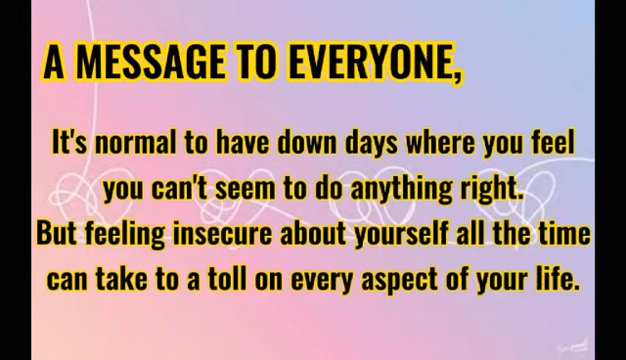 A MESSAGE TO EVERYONE,
It's normal to have down days where you feel
you can't seem to do anything right.
But feeling insecure about yourself all the time
can take to a toll on every aspect of your life.